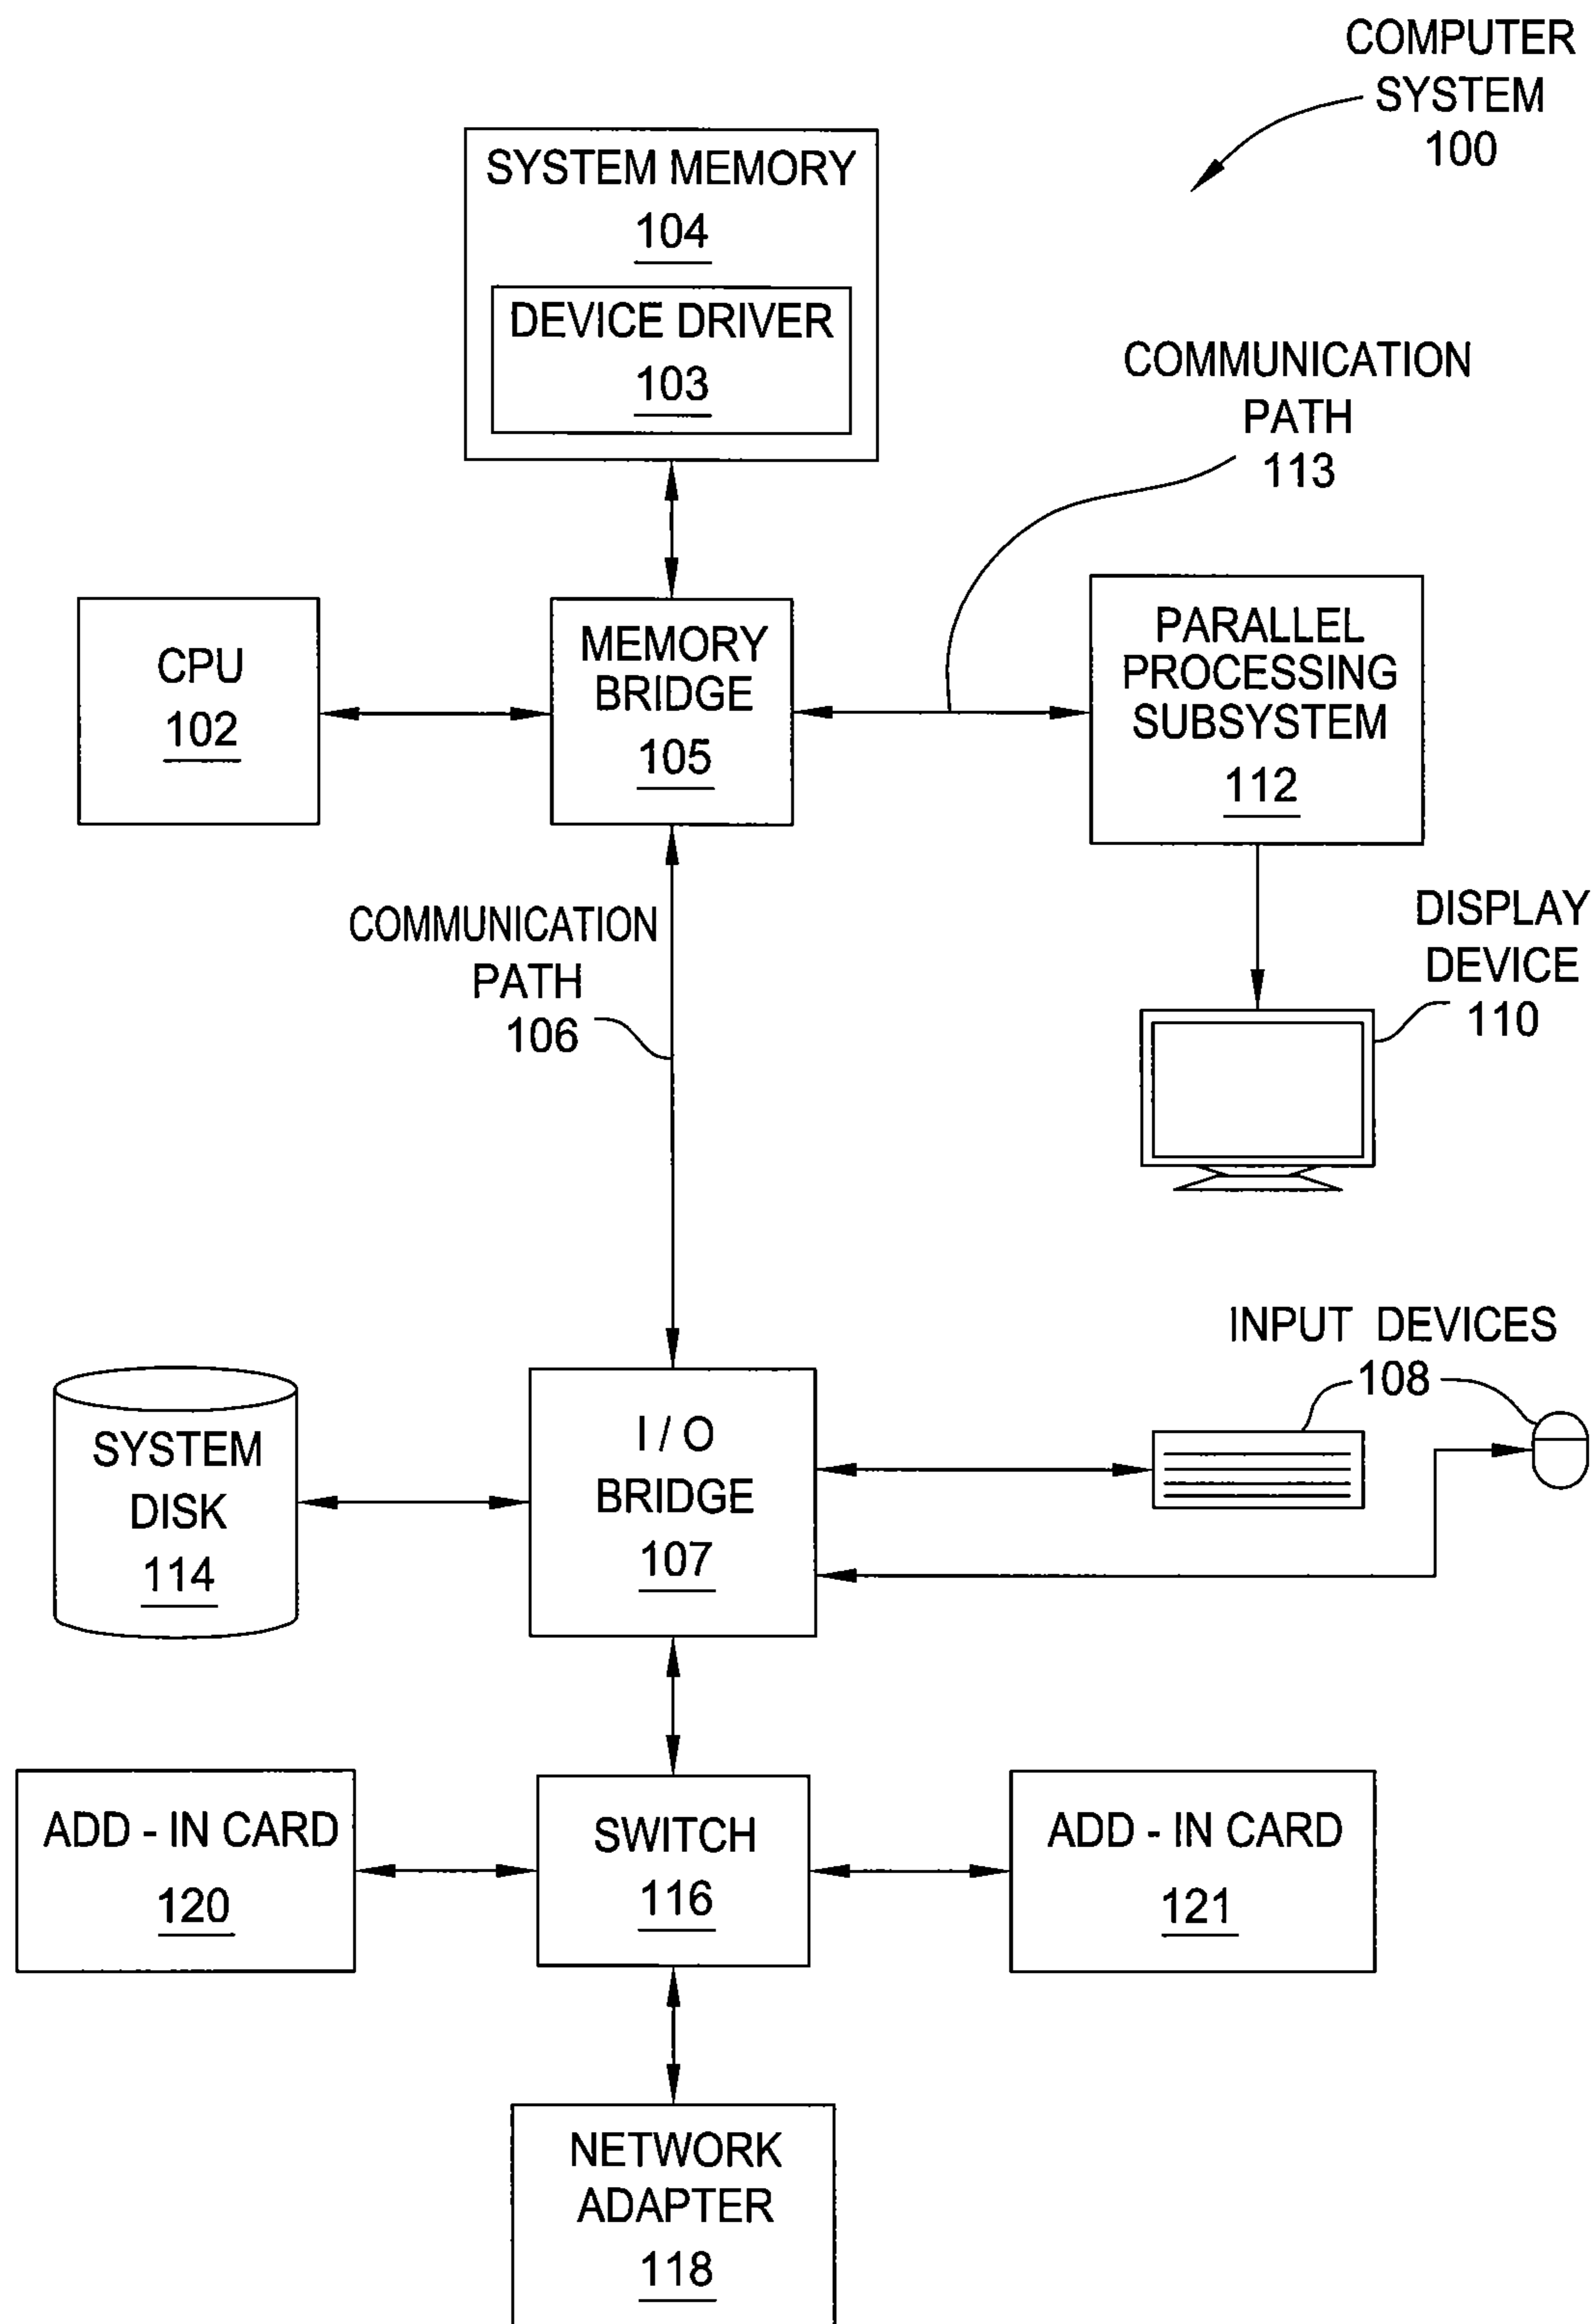 COMPUTER
SYSTEM
100
SYSTEM MEMORY
104
DEVICE DRIVER
103
COMMUNICATION
PATH
113
CPU
102
MEMORY
BRIDGE
105
PARALLEL
PROCESSING
SUBSYSTEM
112
COMMUNICATION
PATH
106
DISPLAY
DEVICE
110
INPUT DEVICES
108
SYSTEM
DISK
114
I / O
BRIDGE
107
ADD - IN CARD
120
SWITCH
116
ADD - IN CARD
121
NETWORK
ADAPTER
118